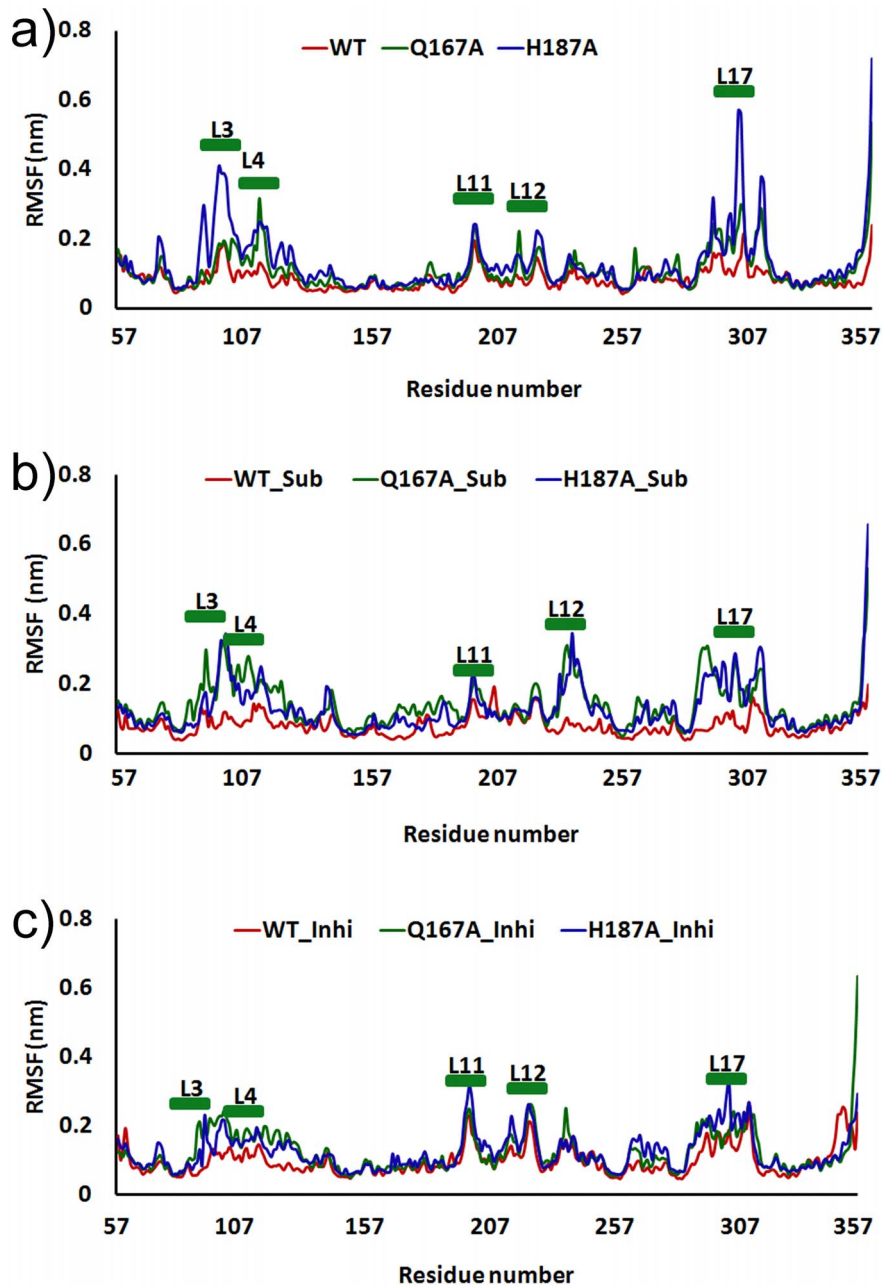 a)
WT Q167A H187A
RMSF (nm)
0.8
0.6
0.4
0.2
0
L3
L4
L11
L12
L17
57 107 157 207 257 307 357
Residue number
b)
WT_Sub Q167A_Sub H187A_Sub
RMSF (nm)
0.8
0.6
0.4
0.2
0
L3
L4
L11
L12
L17
57 107 157 207 257 307 357
Residue number
c)
WT_Inhi Q167A_Inhi H187A_Inhi
RMSF (nm)
0.8
0.6
0.4
0.2
0
L3
L4
L11
L12
L17
57 107 157 207 257 307 357
Residue number